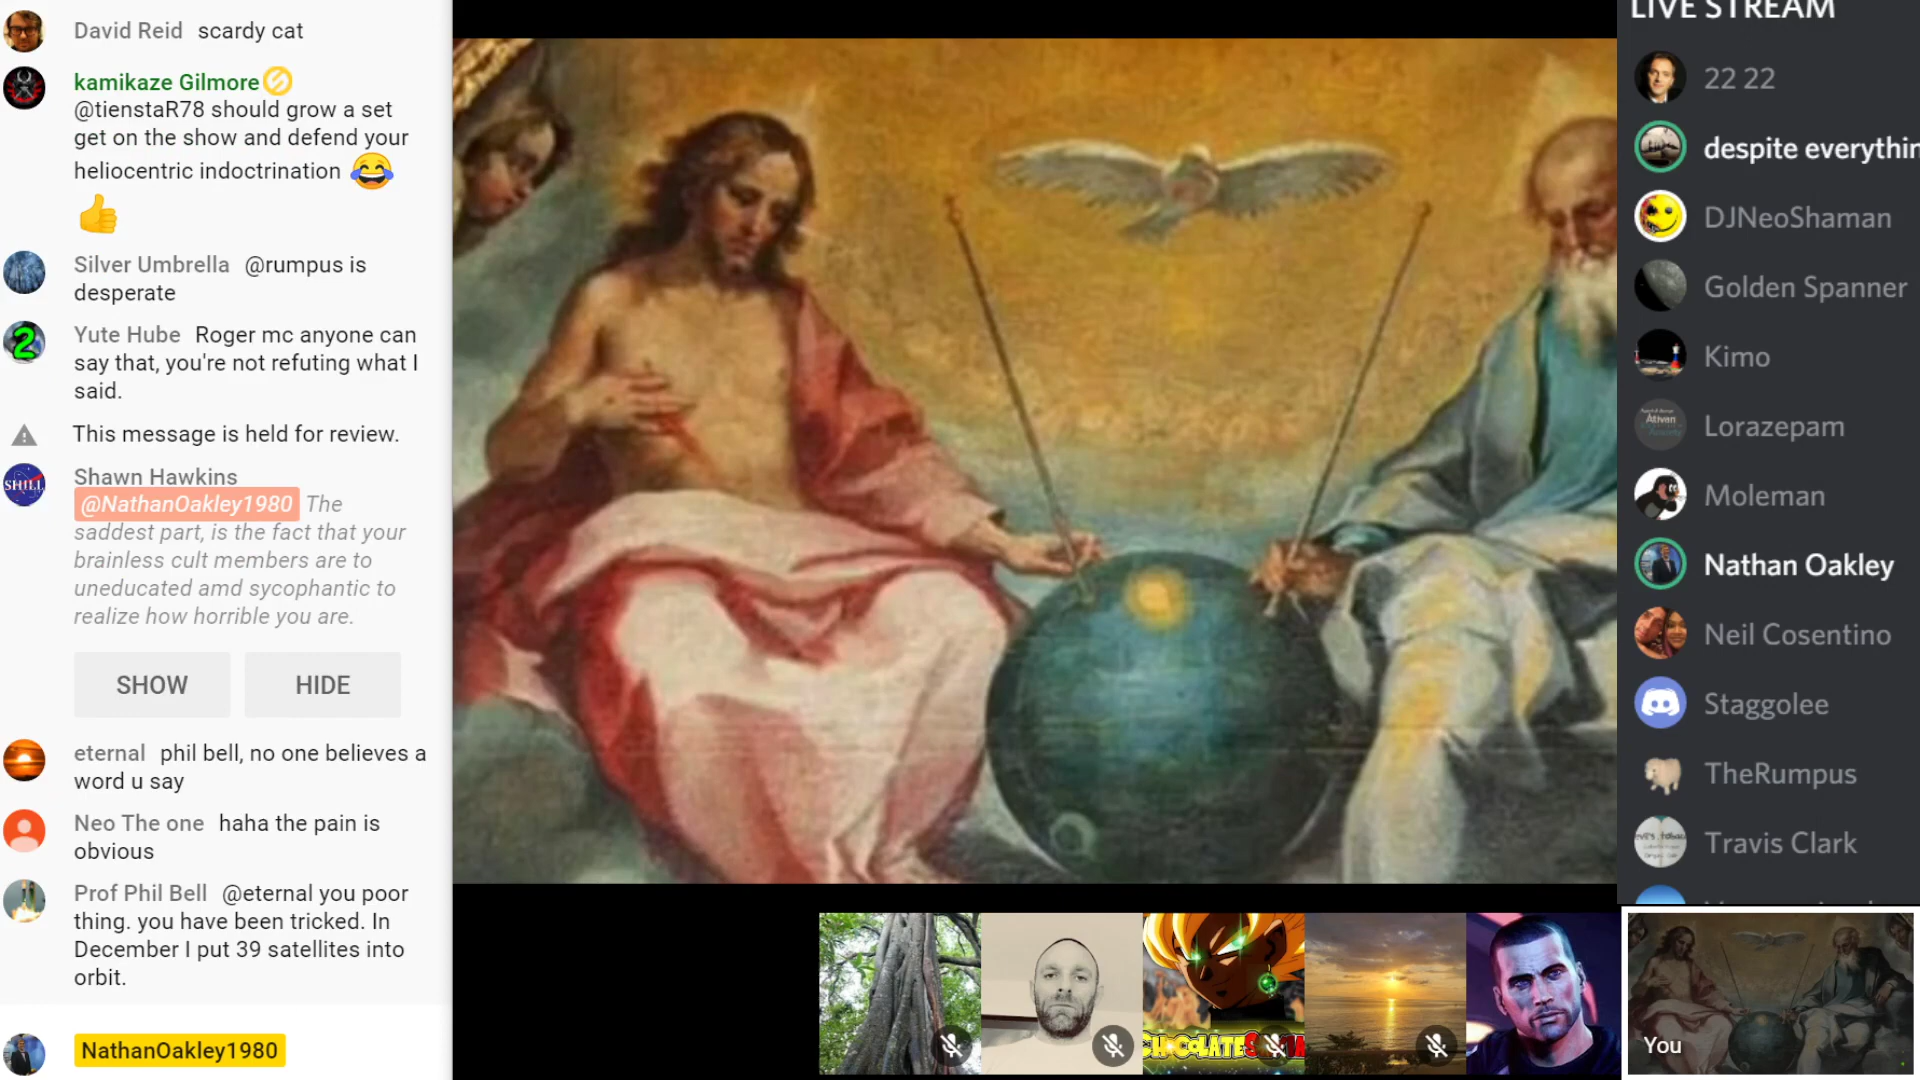 David Reid scardy cat
kamikaze Gilmore
@tienstaR78 should grow a set
get on the show and defend your
heliocentric indoctrination 😂
👍
Silver Umbrella @rumpus is
desperate
2
Yute Hube Roger mc anyone can
say that, you're not refuting what I
said.
This message is held for review.
SHILL
Shawn Hawkins
@NathanOakley1980 The
saddest part, is the fact that your
brainless cult members are to
uneducated amd sycophantic to
realize how horrible you are.
SHOW HIDE
eternal phil bell, no one believes a
word u say
Neo The one haha the pain is
obvious
Prof Phil Bell @eternal you poor
thing. you have been tricked. In
December I put 39 satellites into
orbit.
NathanOakley1980
LIVE STREAM
22 22
despite everythin
DJNeoShaman
Golden Spanner
Kimo
Ativan
Lorazepam
Moleman
Nathan Oakley
Neil Cosentino
Staggolee
TheRumpus
Travis Clark
You